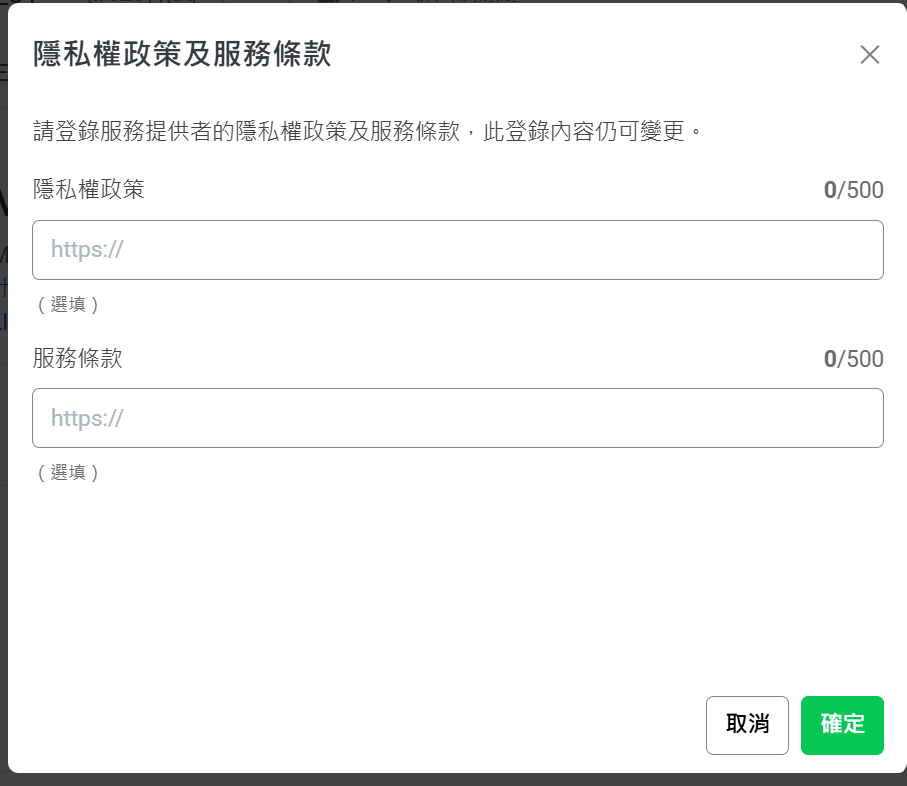 隱私權政策及服務條款
請登錄服務提供者的隱私權政策及服務條款，此登錄內容仍可變更。
隱私權政策 0/500
https://
（選填）
服務條款 0/500
https://
（選填）
取消 確定